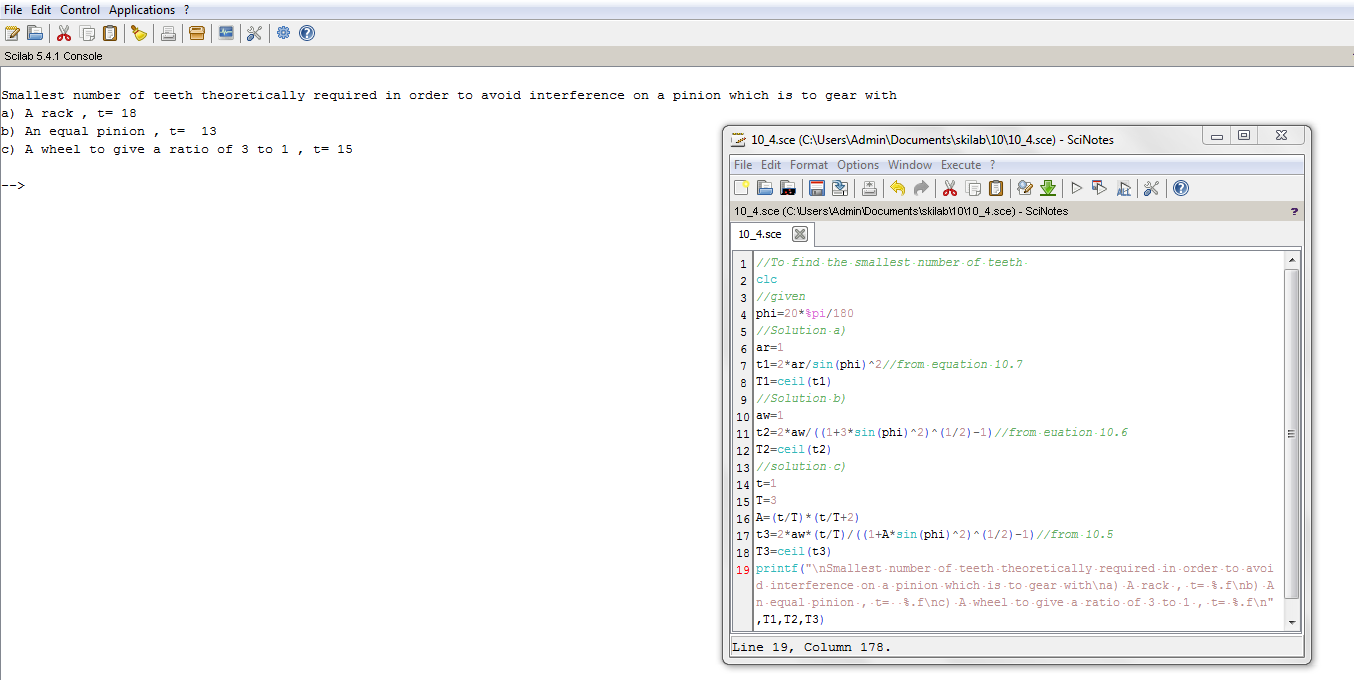 File Edit Control Applications ?
Scilab 5.4.1 Console
Smallest number of teeth theoretically required in order to avoid interference on a pinion which is to gear with
a) A rack , t= 18
b) An equal pinion , t=  13
c) A wheel to give a ratio of 3 to 1 , t= 15
-->
10_4.sce (C:\Users\Admin\Documents\skilab\10\10_4.sce) - SciNotes
File Edit Format Options Window Execute ?
10_4.sce (C:\Users\Admin\Documents\skilab\10\10_4.sce) - SciNotes ?
10_4.sce
1 //To find the smallest number of teeth
2 clc
3 //given
4 phi=20*%pi/180
5 //Solution a)
6 ar=1
7 t1=2*ar/sin(phi)^2//from equation 10.7
8 T1=ceil(t1)
9 //Solution b)
10 aw=1
11 t2=2*aw/((1+3*sin(phi)^2)^(1/2)-1)//from euation 10.6
12 T2=ceil(t2)
13 //solution c)
14 t=1
15 T=3
16 A=(t/T)*(t/T+2)
17 t3=2*aw*(t/T)/((1+A*sin(phi)^2)^(1/2)-1)//from 10.5
18 T3=ceil(t3)
19 printf("\nSmallest number of teeth theoretically required in order to avoi
d interference on a pinion which is to gear with\na) A rack , t= %.f\nb) A
n equal pinion , t=  %.f\nc) A wheel to give a ratio of 3 to 1 , t= %.f\n"
,T1,T2,T3)
Line 19, Column 178.